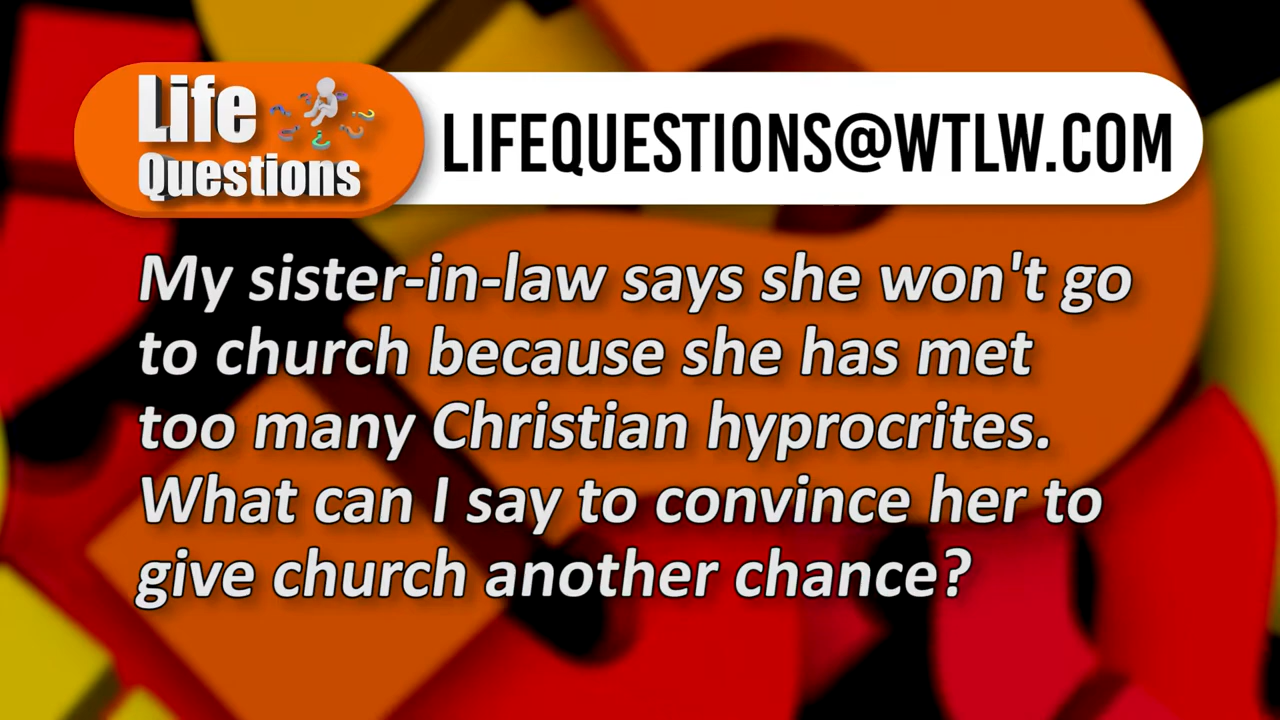 Life
Questions
LIFEQUESTIONS@WTLW.COM
My sister-in-law says she won't go
to church because she has met
too many Christian hyprocrites.
What can I say to convince her to
give church another chance?